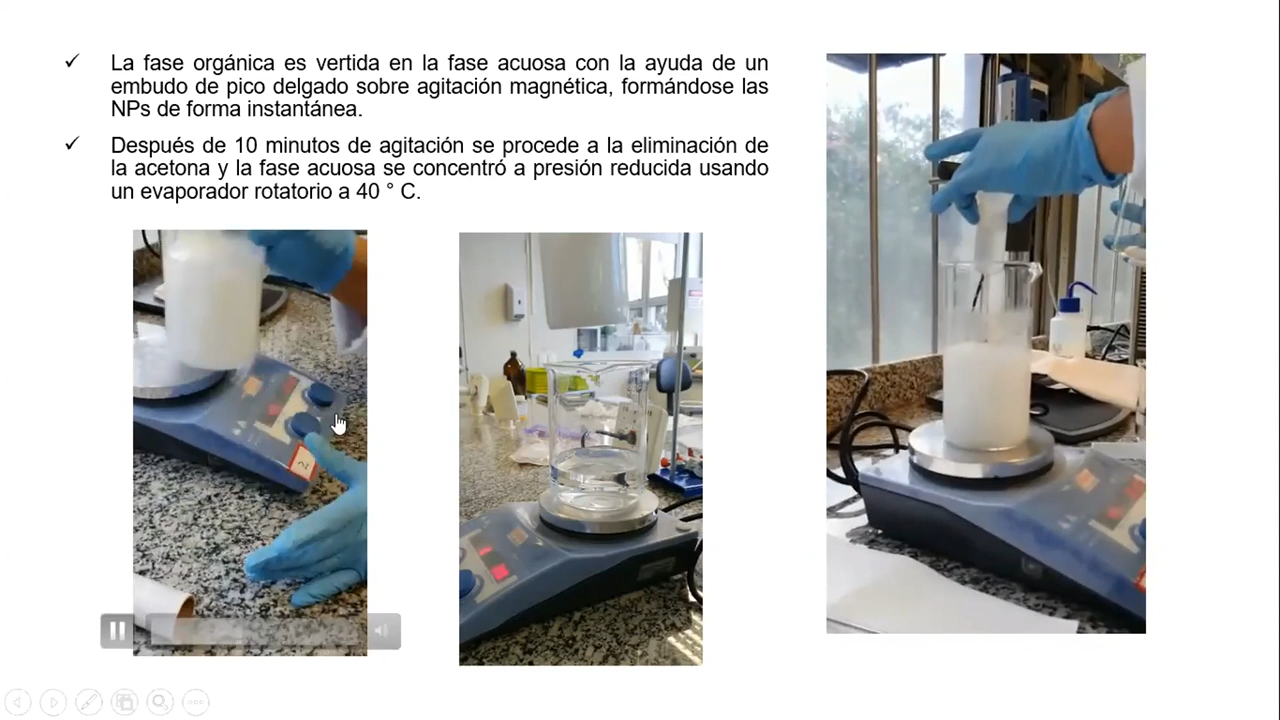 La fase orgánica es vertida en la fase acuosa con la ayuda de un
embudo de pico delgado sobre agitación magnética, formándose las
NPs de forma instantánea.
Después de 10 minutos de agitación se procede a la eliminación de
la acetona y la fase acuosa se concentró a presión reducida usando
un evaporador rotatorio a 40 ° C.
2